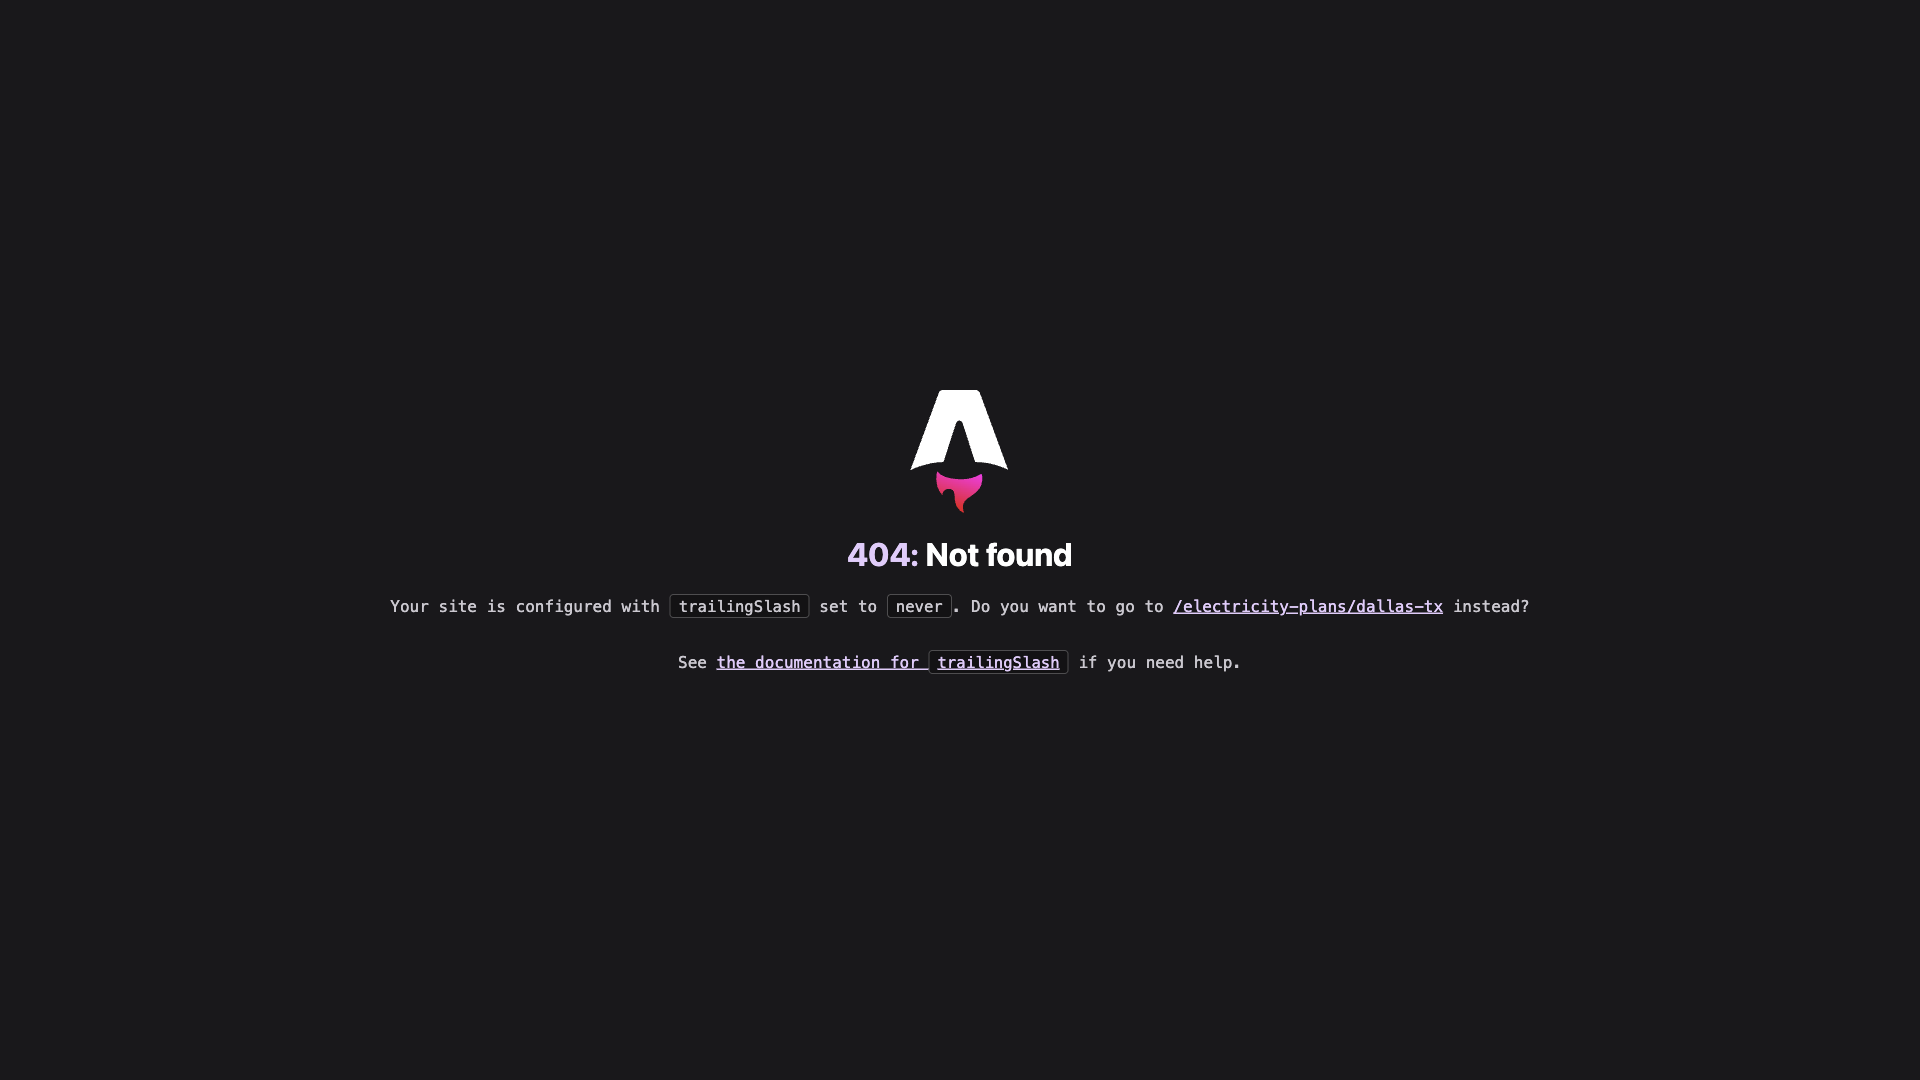 404: Not found
Your site is configured with trailingSlash set to never. Do you want to go to /electricity-plans/dallas-tx instead?
See the documentation for trailingSlash if you need help.